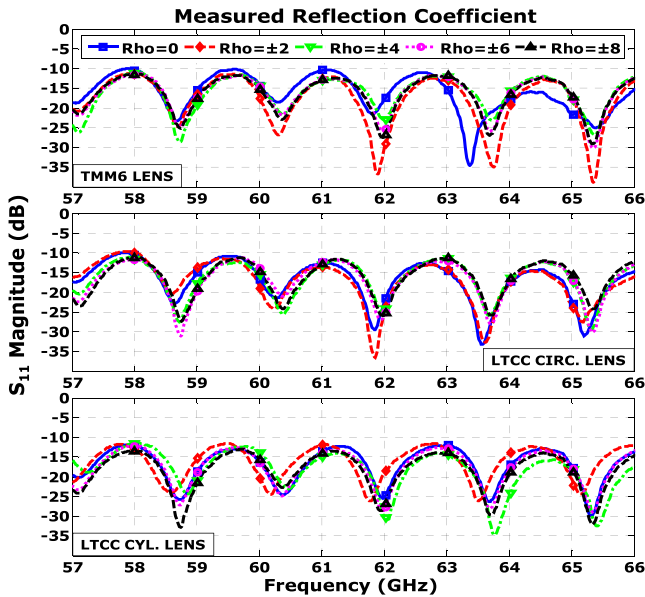 Measured Reflection Coefficient
0
-5
-10
-15
-20
-25
-30
-35
Rho=0 Rho=±2 Rho=±4 Rho=±6 Rho=±8
TMM6 LENS
57 58 59 60 61 62 63 64 65 66
0
-5
-10
-15
-20
-25
-30
-35
LTCC CIRC. LENS
57 58 59 60 61 62 63 64 65 66
0
-5
-10
-15
-20
-25
-30
-35
LTCC CYL. LENS
57 58 59 60 61 62 63 64 65 66
S11 Magnitude (dB)
Frequency (GHz)